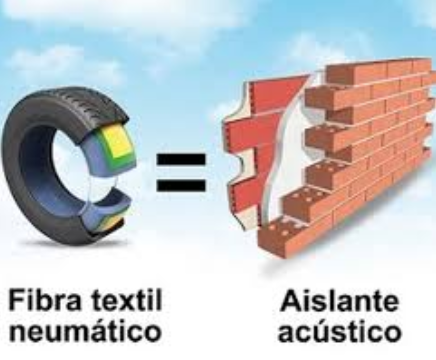 Fibra textil
neumático
=
Aislante
acústico